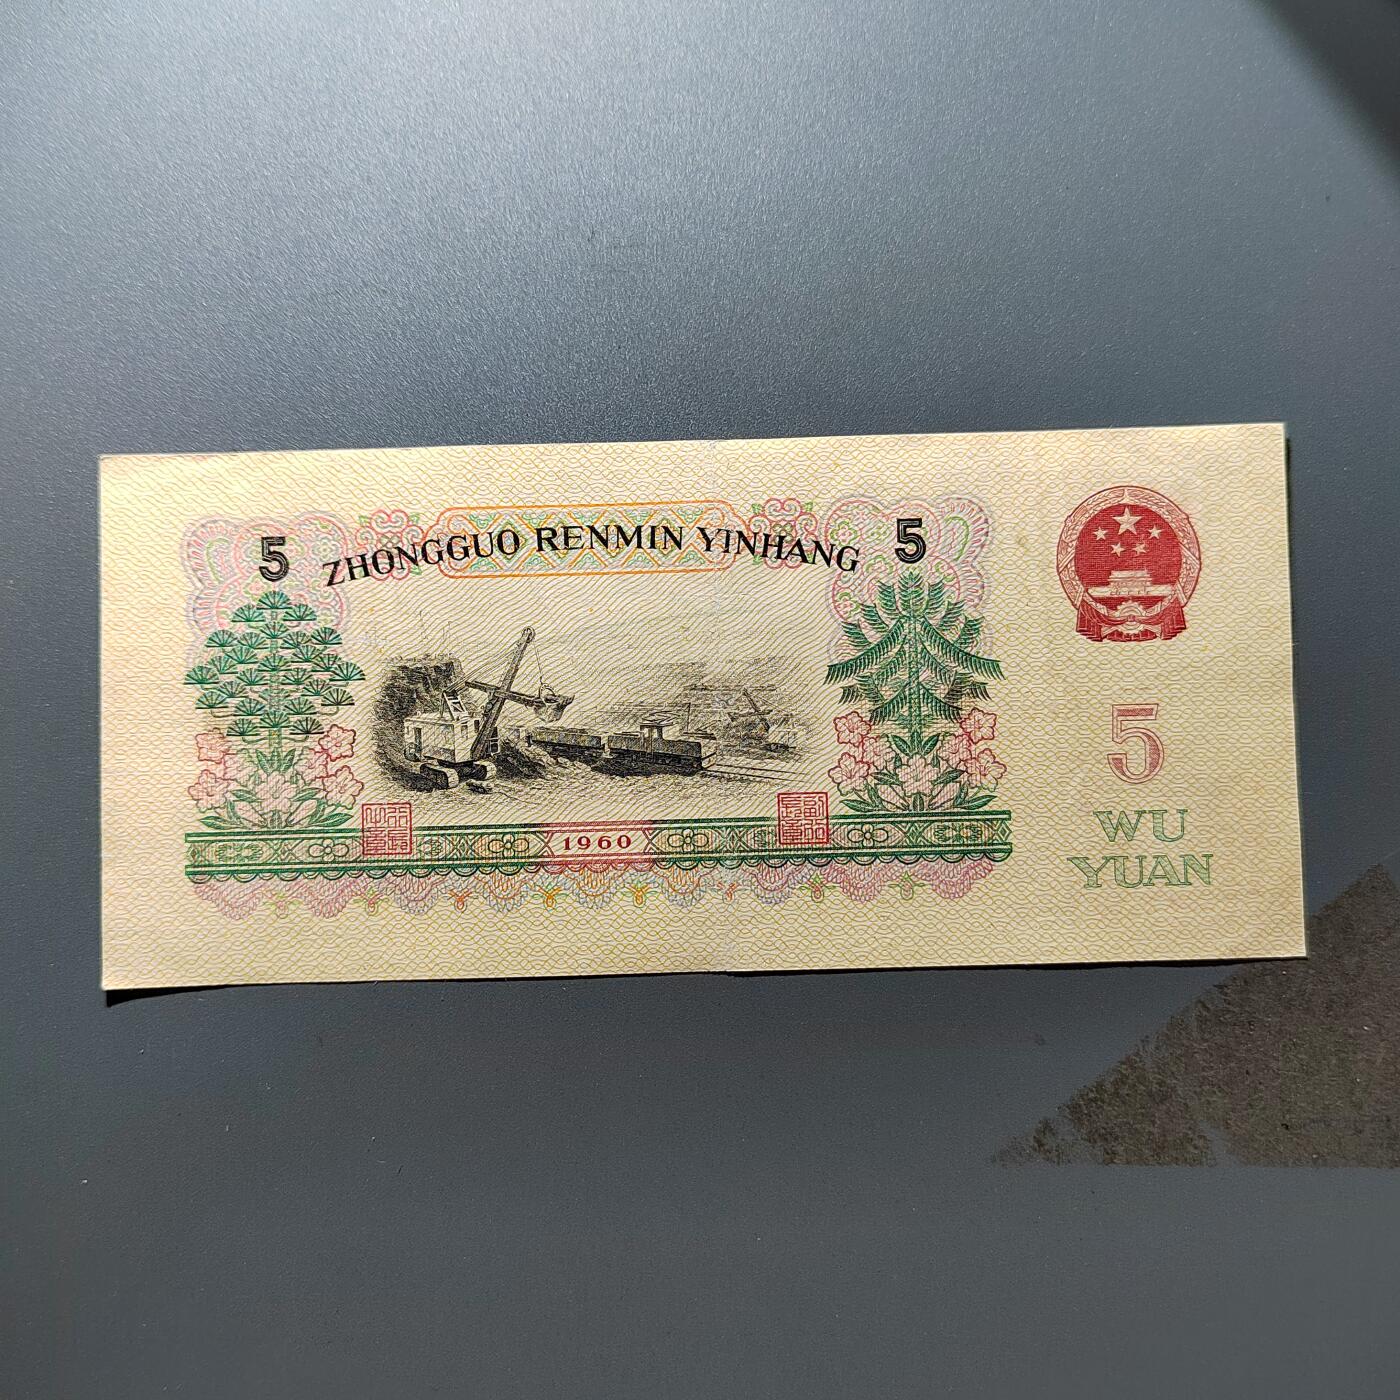 5 ZHONGGUO RENMIN YINHANG 5
5
WU
YUAN
1960